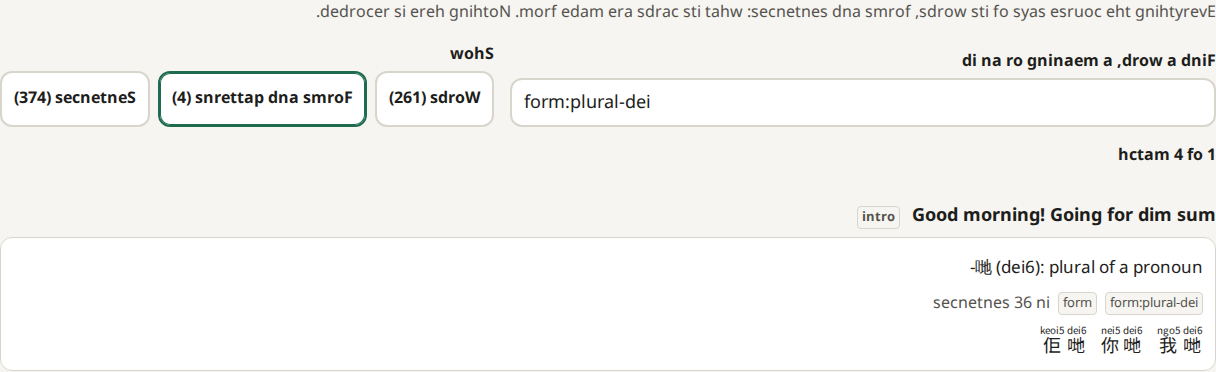 .dedrocer si ereh gnihtoN .morf edam era sdrac sti tahw :secnetnes dna smrof ,sdrow sti fo syas ecruos eht gnihtyrevE
di na ro gninaem a ,drow a dniF
form:plural-dei
wohS
(261) sdroW
(4) snrettap dna smroF
(374) secnetneS
hctam 4 fo 1
Good morning! Going for dim sum
intro
-哋 (dei6): plural of a pronoun
secnetnes 36 ni form form:plural-dei
keoi5 dei6 nei5 dei6 ngo5 dei6
佢 哋 你 哋 我 哋